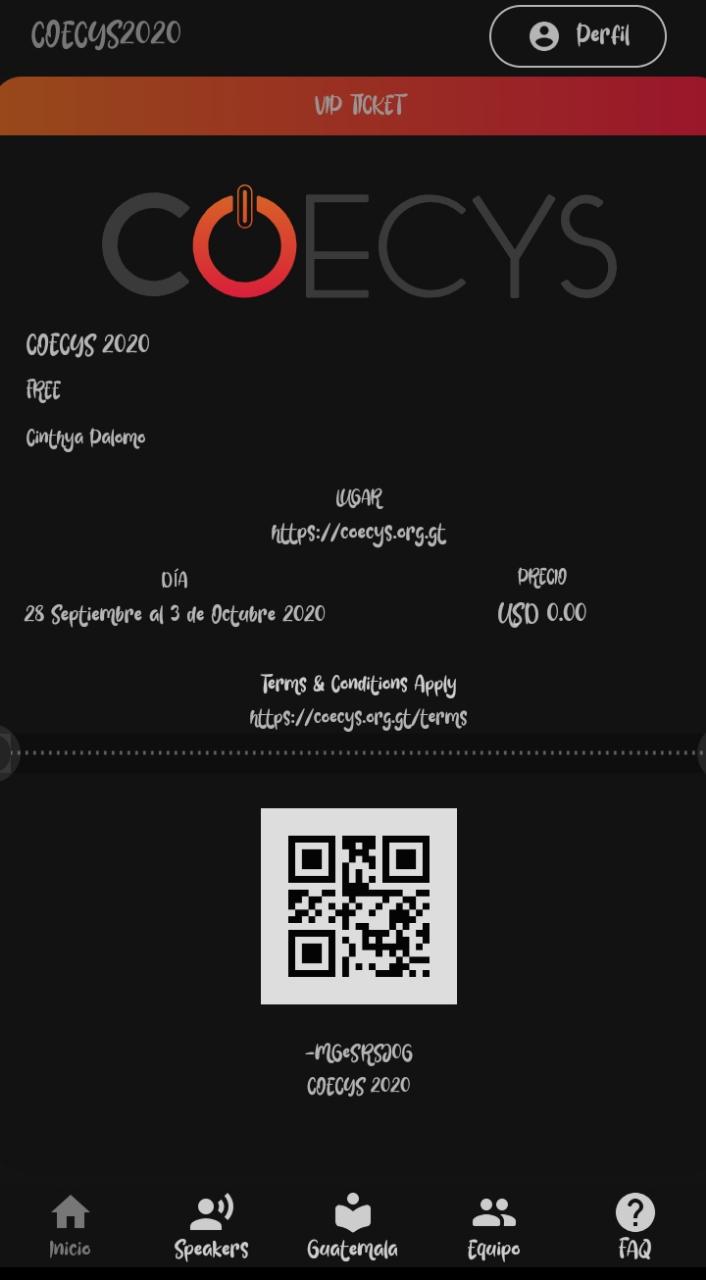 COECYS2020
Perfil
VIP TICKET
COECYS
COECYS 2020
FREE
Cinthya Palomo
LUGAR
https://coecys.org.gt
DÍA
PRECIO
28 Septiembre al 3 de Octubre 2020
USD 0.00
Terms & Conditions Apply
https://coecys.org.gt/terms
COECYS 2020
Inicio
Speakers
Guatemala
Equipo
FAQ